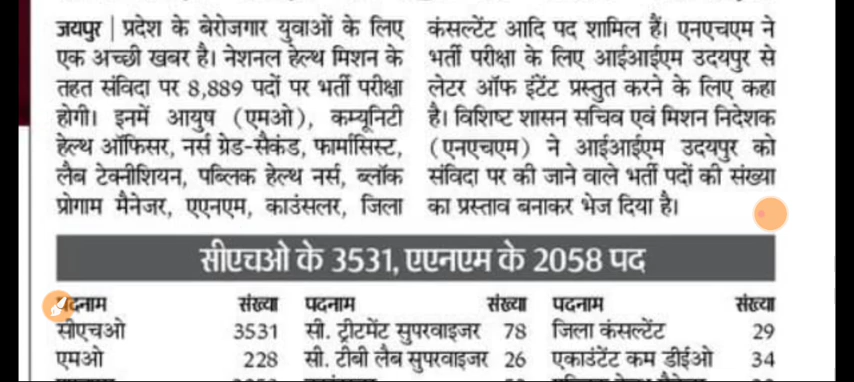 जयपुर | प्रदेश के बेरोजगार युवाओं के लिए
एक अच्छी खबर है। नेशनल हेल्थ मिशन के
तहत संविदा पर 8,889 पदों पर भर्ती परीक्षा
होगी। इनमें आयुष (एमओ), कम्यूनिटी
हेल्थ ऑफिसर, नर्स ग्रेड-सैकंड, फार्मासिस्ट,
लैब टेक्नीशियन, पब्लिक हेल्थ नर्स, ब्लॉक
प्रोगाम मैनेजर, एएनएम, काउंसलर, जिला
कंसल्टेंट आदि पद शामिल हैं। एनएचएम ने
भर्ती परीक्षा के लिए आईआईएम उदयपुर से
लेटर ऑफ इंटेंट प्रस्तुत करने के लिए कहा
है। विशिष्ट शासन सचिव एवं मिशन निदेशक
(एनएचएम) ने आईआईएम उदयपुर को
संविदा पर की जाने वाले भर्ती पदों की संख्या
का प्रस्ताव बनाकर भेज दिया है।
सीएचओ के 3531, एएनएम के 2058 पद
पदनाम संख्या पदनाम संख्या पदनाम संख्या
सीएचओ 3531 सी. ट्रीटमेंट सुपरवाइजर 78 जिला कंसल्टेंट 29
एमओ 228 सी. टीबी लैब सुपरवाइजर 26 एकाउंटेंट कम डीईओ 34